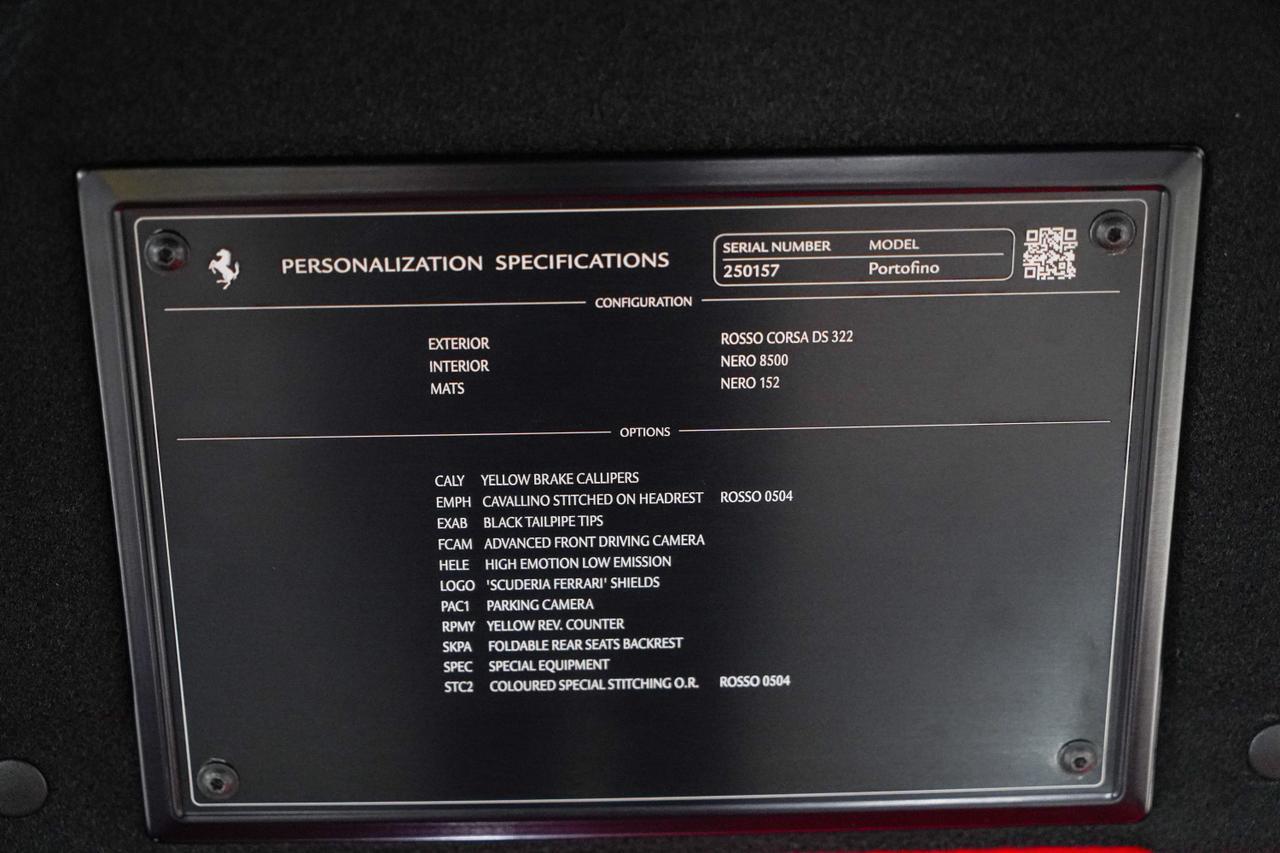 PERSONALIZATION SPECIFICATIONS
SERIAL NUMBER MODEL
250157 Portofino
CONFIGURATION
EXTERIOR ROSSO CORSA DS 322
INTERIOR NERO 8500
MATS NERO 152
OPTIONS
CALY YELLOW BRAKE CALLIPERS
EMPH CAVALLINO STITCHED ON HEADREST ROSSO 0504
EXAB BLACK TAILPIPE TIPS
FCAM ADVANCED FRONT DRIVING CAMERA
HELE HIGH EMOTION LOW EMISSION
LOGO 'SCUDERIA FERRARI' SHIELDS
PAC1 PARKING CAMERA
RPMY YELLOW REV. COUNTER
SKPA FOLDABLE REAR SEATS BACKREST
SPEC SPECIAL EQUIPMENT
STC2 COLOURED SPECIAL STITCHING O.R. ROSSO 0504